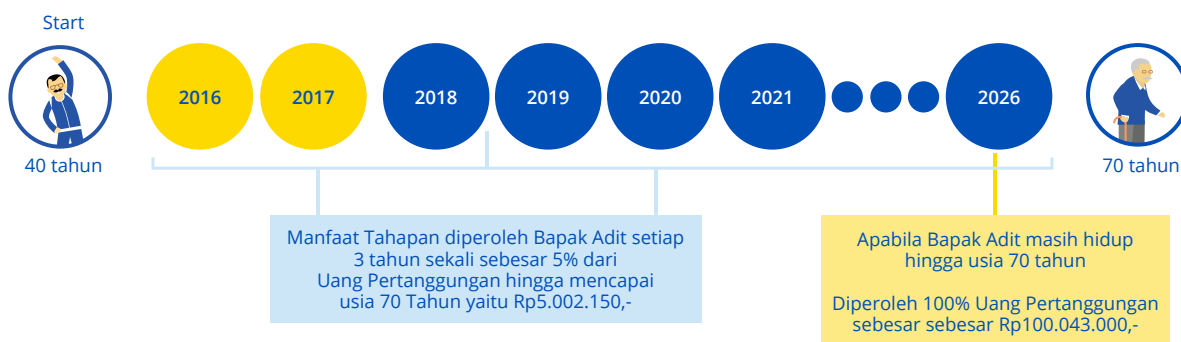 Start
40 tahun
2016
2017
2018
2019
2020
2021
2026
70 tahun
Manfaat Tahapan diperoleh Bapak Adit setiap
3 tahun sekali sebesar 5% dari
Uang Pertanggungan hingga mencapai
usia 70 Tahun yaitu Rp5.002.150,-
Apabila Bapak Adit masih hidup
hingga usia 70 tahun
Diperoleh 100% Uang Pertanggungan
sebesar sebesar Rp100.043.000,-